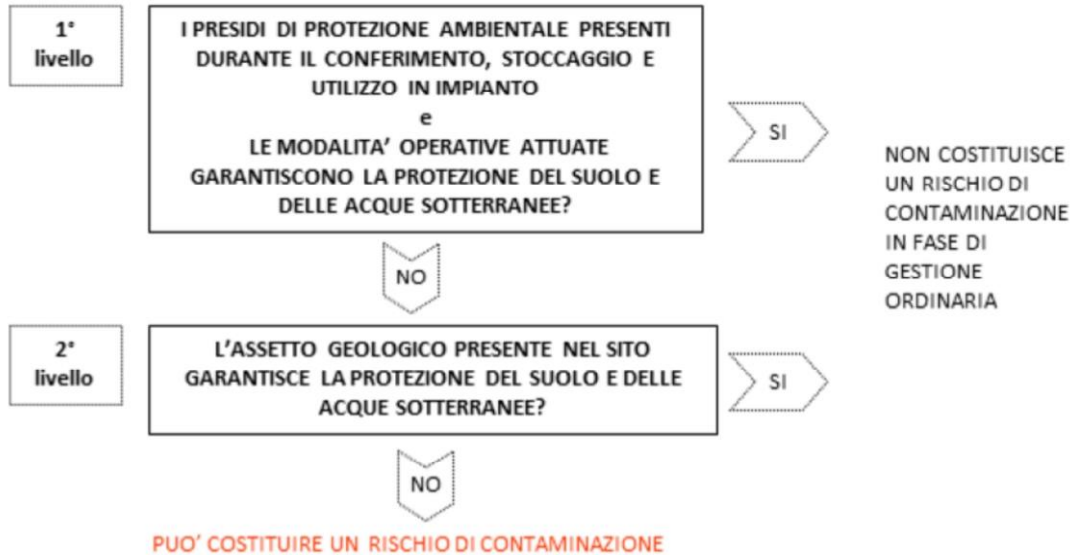 1°
livello
I PRESIDI DI PROTEZIONE AMBIENTALE PRESENTI
DURANTE IL CONFERIMENTO, STOCCAGGIO E
UTILIZZO IN IMPIANTO
e
LE MODALITA' OPERATIVE ATTUATE
GARANTISCONO LA PROTEZIONE DEL SUOLO E
DELLE ACQUE SOTTERRANEE?
SI
NON COSTITUISCE
UN RISCHIO DI
CONTAMINAZIONE
IN FASE DI
GESTIONE
ORDINARIA
NO
2°
livello
L'ASSETTO GEOLOGICO PRESENTE NEL SITO
GARANTISCE LA PROTEZIONE DEL SUOLO E DELLE
ACQUE SOTTERRANEE?
SI
NO
PUO' COSTITUIRE UN RISCHIO DI CONTAMINAZIONE